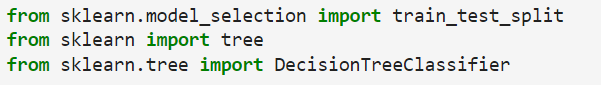 from sklearn.model_selection import train_test_split
from sklearn import tree
from sklearn.tree import DecisionTreeClassifier